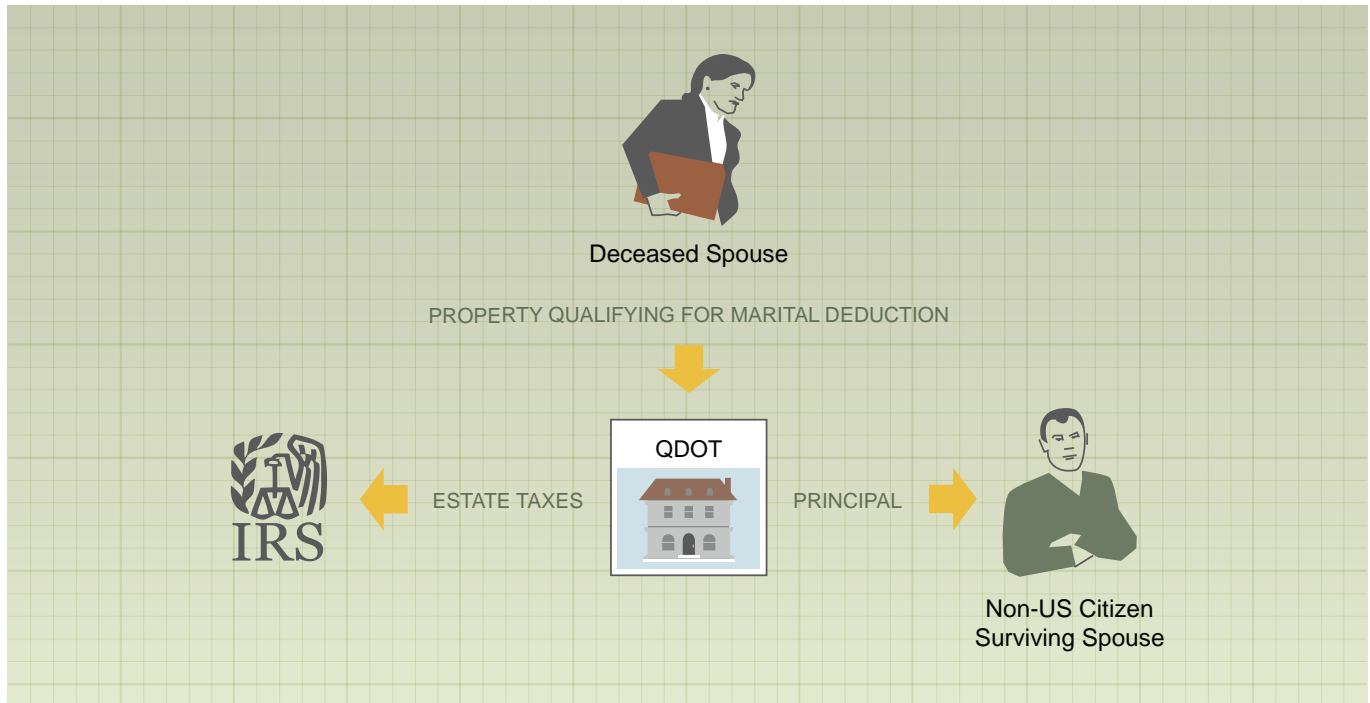 Deceased Spouse
PROPERTY QUALIFYING FOR MARITAL DEDUCTION
QDOT
IRS
ESTATE TAXES
PRINCIPAL
Non-US Citizen
Surviving Spouse